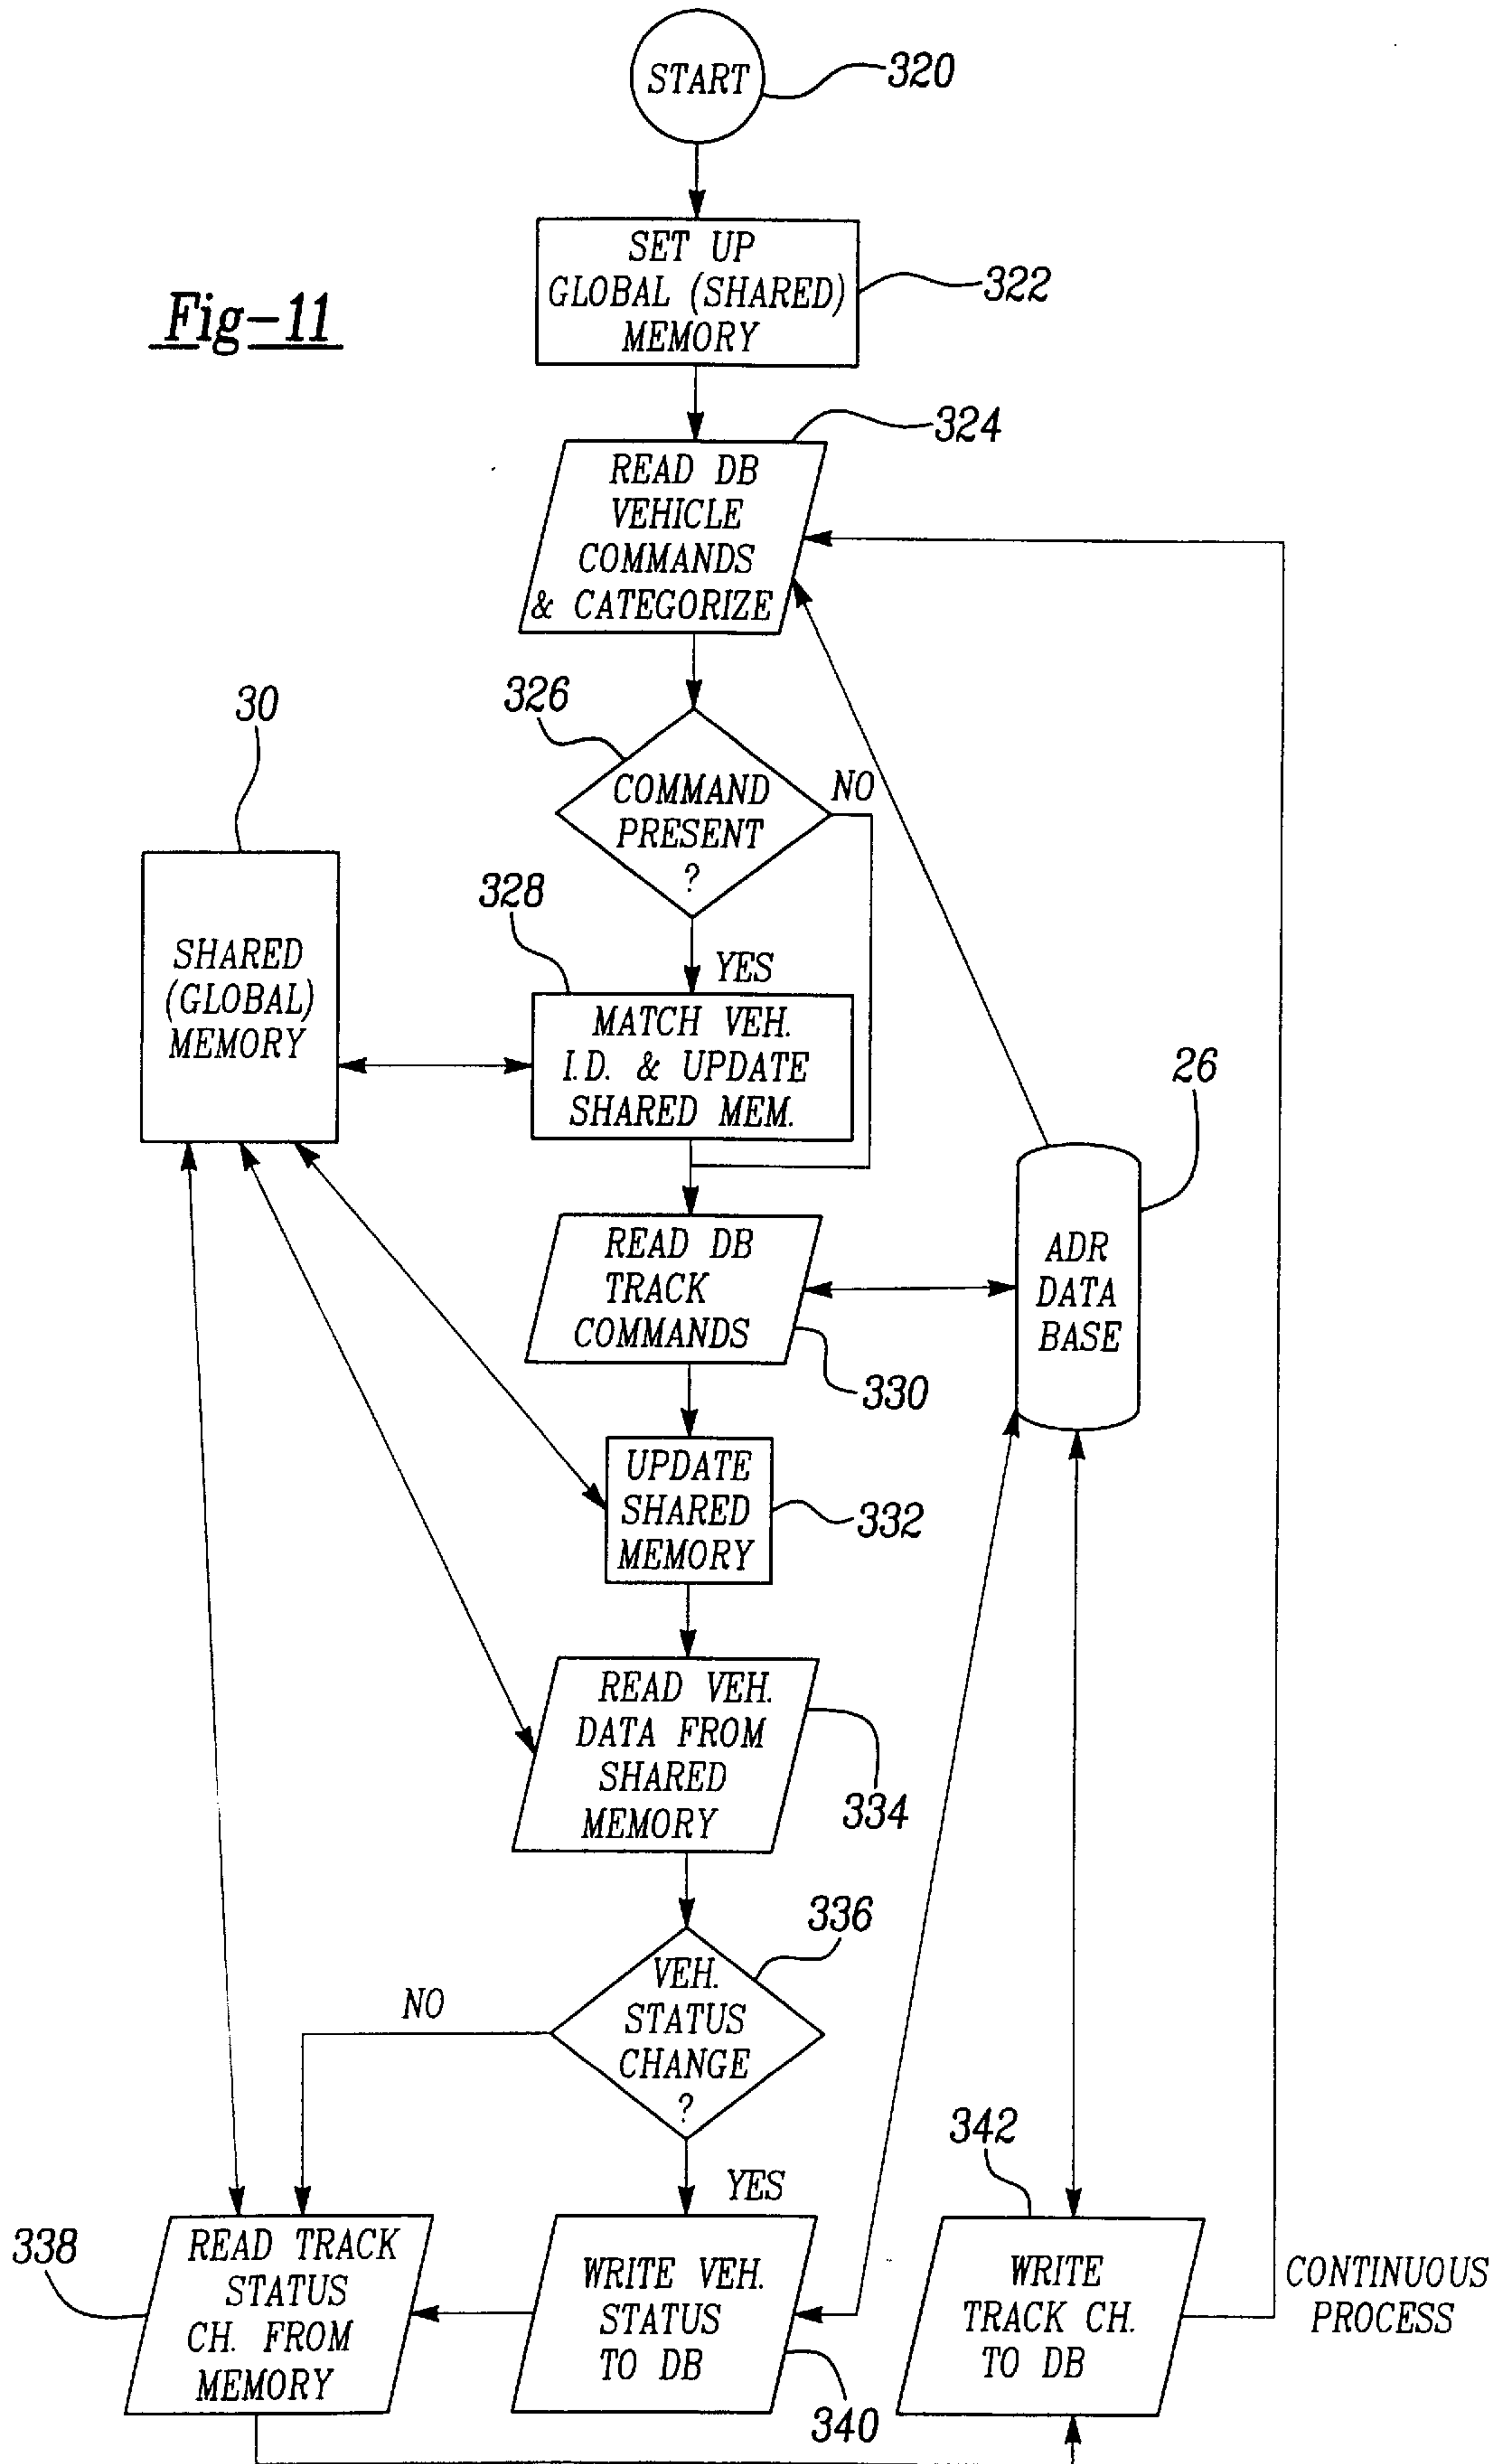 START
320
SET UP
GLOBAL (SHARED)
MEMORY
322
Fig-11
324
READ DB
VEHICLE
COMMANDS
& CATEGORIZE
326
30
COMMAND
PRESENT
?
NO
328
YES
SHARED
(GLOBAL)
MEMORY
MATCH VEH.
I.D. & UPDATE
SHARED MEM.
26
ADR
DATA
BASE
READ DB
TRACK
COMMANDS
330
UPDATE
SHARED
MEMORY
332
READ VEH.
DATA FROM
SHARED
MEMORY
334
336
VEH.
STATUS
CHANGE
?
NO
YES
342
338
READ TRACK
STATUS
CH. FROM
MEMORY
WRITE VEH.
STATUS
TO DB
340
WRITE
TRACK CH.
TO DB
CONTINUOUS
PROCESS